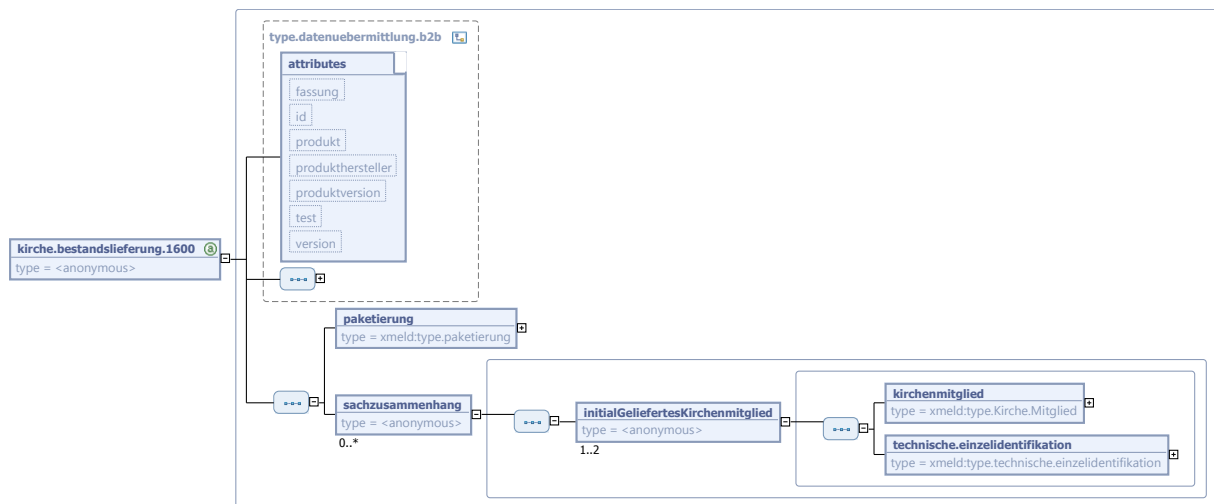 type.datenuebermittlung.b2b
attributes
fassung
id
produkt
produkthersteller
produktversion
test
version
kirche.bestandslieferung.1600 a
type = <anonymous>
paketierung
type = xmeld:type.paketierung
sachzusammenhang
type = <anonymous>
0..*
initialGeliefertesKirchenmitglied
type = <anonymous>
1..2
kirchenmitglied
type = xmeld:type.Kirche.Mitglied
technische.einzelidentifikation
type = xmeld:type.technische.einzelidentifikation